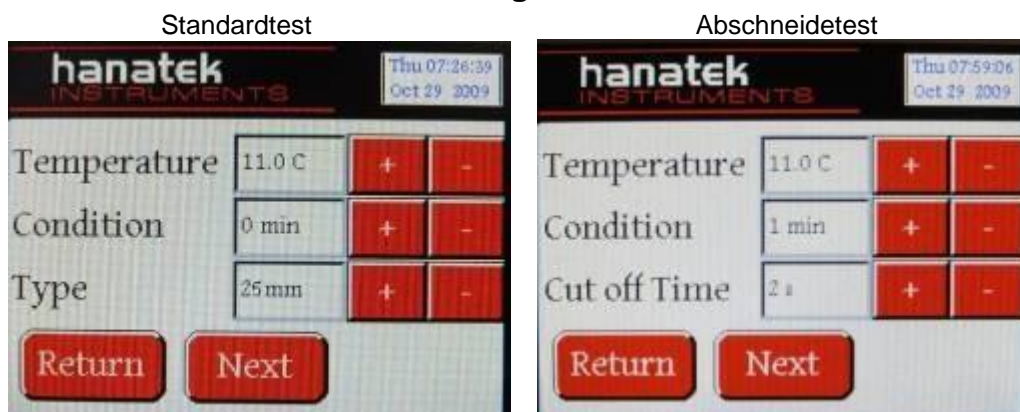 Standardtest
hanatek
INSTRUMENTS
Thu 07:26:39
Oct 29 2009
Temperature 11.0 C + -
Condition 0 min + -
Type 25mm + -
Return Next
Abschneidetest
hanatek
INSTRUMENTS
Thu 07:59:06
Oct 29 2009
Temperature 11.0 C + -
Condition 1 min + -
Cut off Time 2 s + -
Return Next